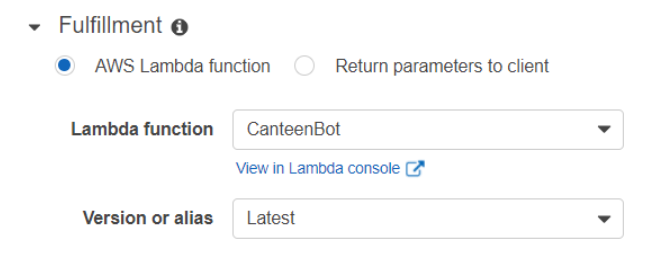 Fulfillment
AWS Lambda function Return parameters to client
Lambda function CanteenBot
View in Lambda console
Version or alias Latest